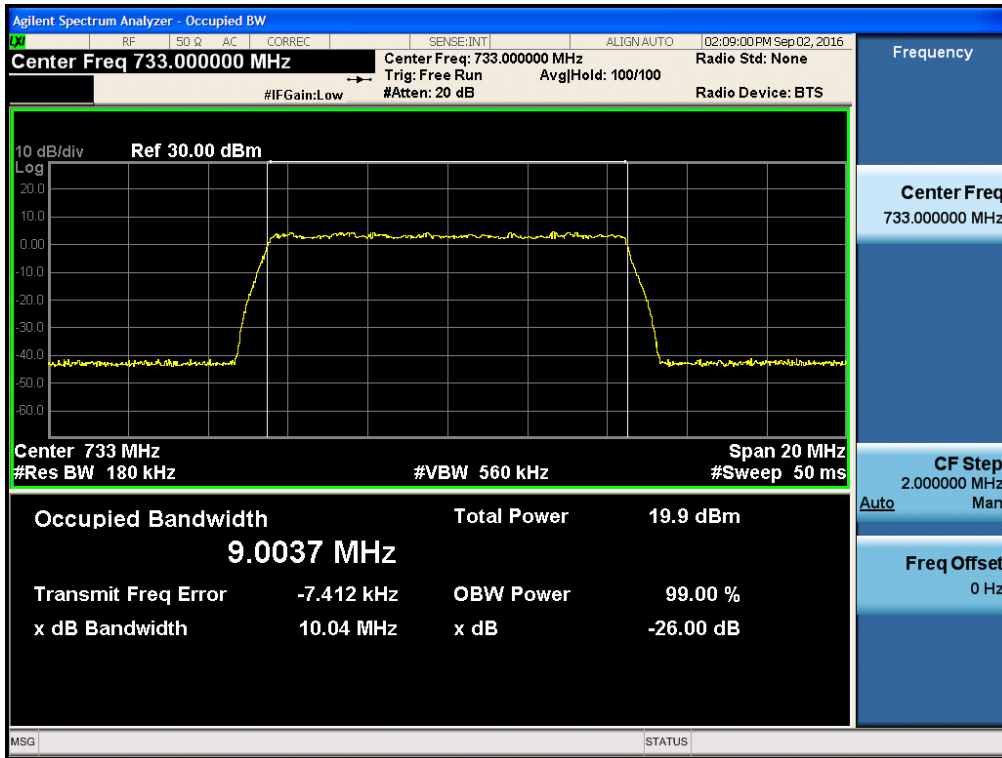 Agilent Spectrum Analyzer - Occupied BW
LXI RF 50 Ω AC CORREC SENSE:INT ALIGN AUTO 02:09:00 PM Sep 02, 2016
Center Freq 733.000000 MHz
Center Freq: 733.000000 MHz
Radio Std: None
Trig: Free Run Avg|Hold: 100/100
#IFGain:Low
#Atten: 20 dB
Radio Device: BTS
10 dB/div Ref 30.00 dBm
Log
20.0
10.0
0.00
-10.0
-20.0
-30.0
-40.0
-50.0
-60.0
Center 733 MHz Span 20 MHz
#Res BW 180 kHz #VBW 560 kHz #Sweep 50 ms
Occupied Bandwidth Total Power 19.9 dBm
9.0037 MHz
Transmit Freq Error -7.412 kHz OBW Power 99.00 %
x dB Bandwidth 10.04 MHz x dB -26.00 dB
MSG STATUS
Frequency
Center Freq
733.000000 MHz
CF Step
2.000000 MHz
Auto Man
Freq Offset
0 Hz